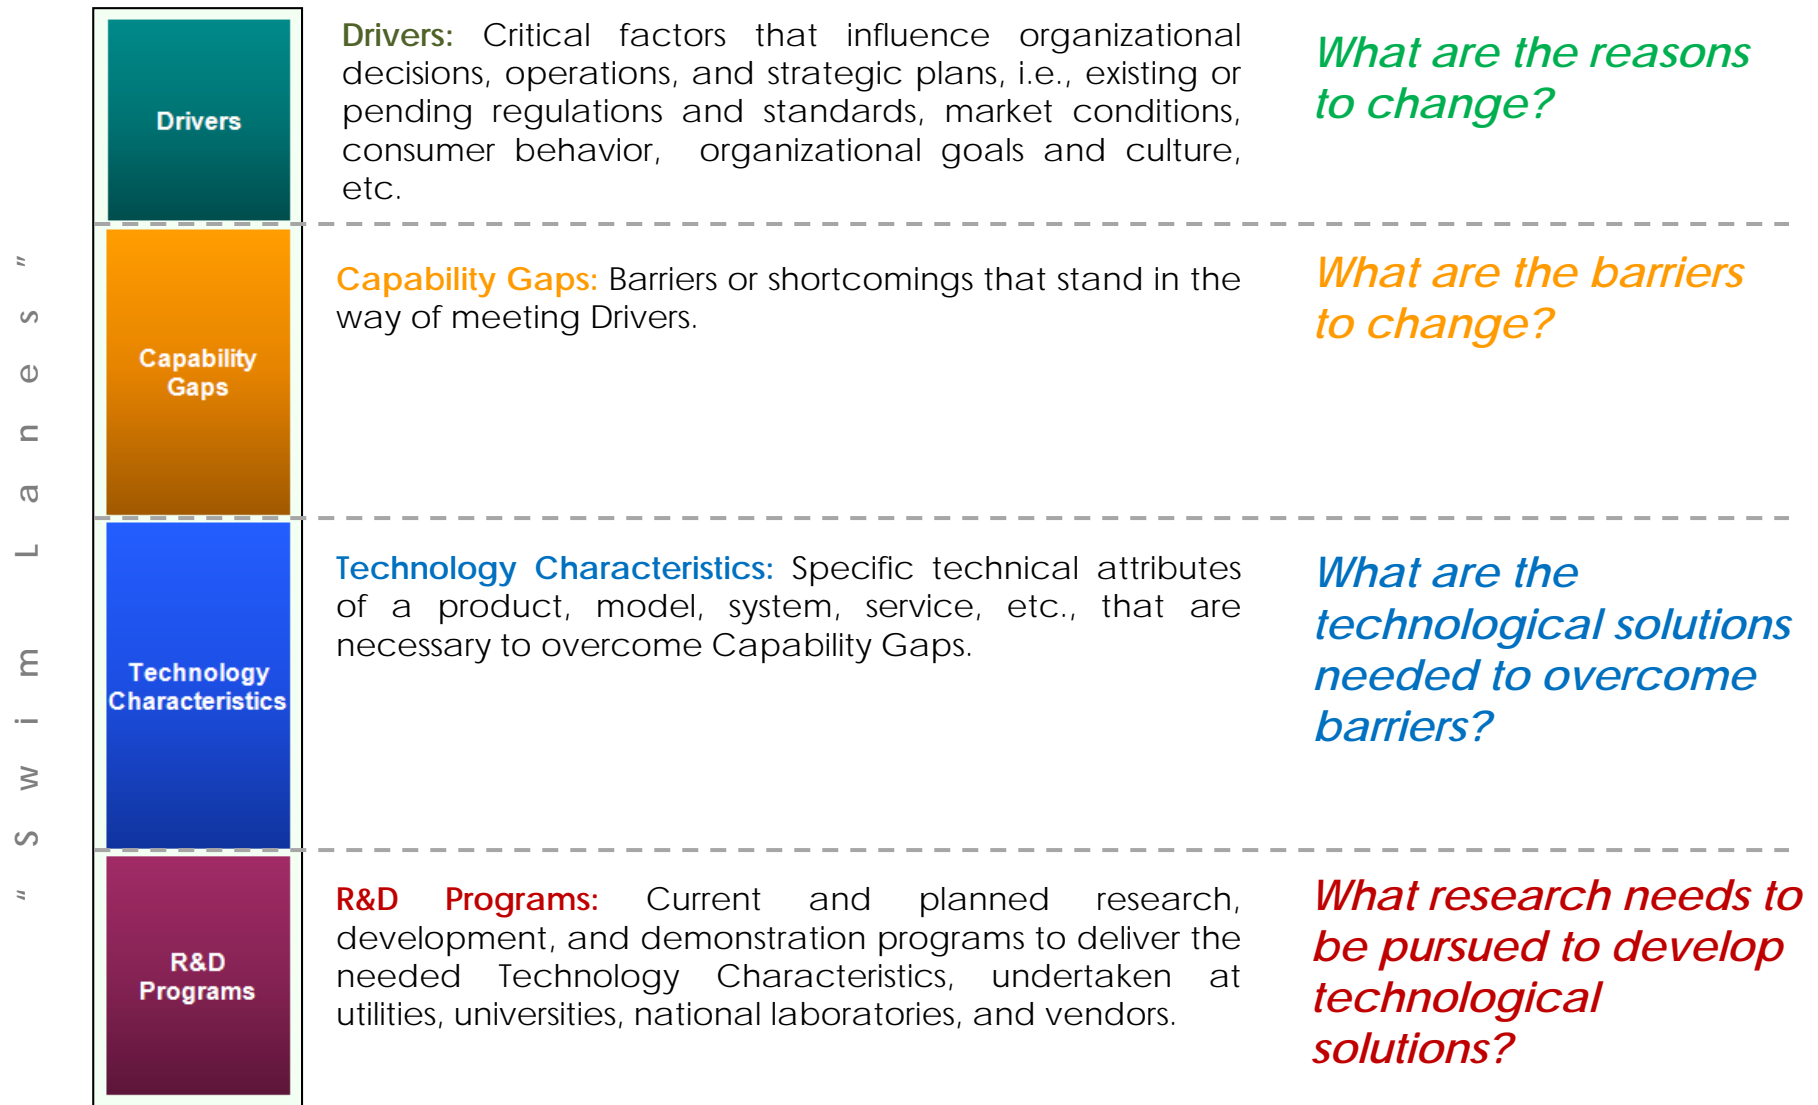 “Swim Lanes”
Drivers
Drivers: Critical factors that influence organizational
decisions, operations, and strategic plans, i.e., existing or
pending regulations and standards, market conditions,
consumer behavior, organizational goals and culture,
etc.
What are the reasons
to change?
Capability
Gaps
Capability Gaps: Barriers or shortcomings that stand in the
way of meeting Drivers.
What are the barriers
to change?
Technology
Characteristics
Technology Characteristics: Specific technical attributes
of a product, model, system, service, etc., that are
necessary to overcome Capability Gaps.
What are the
technological solutions
needed to overcome
barriers?
R&D
Programs
R&D Programs: Current and planned research,
development, and demonstration programs to deliver the
needed Technology Characteristics, undertaken at
utilities, universities, national laboratories, and vendors.
What research needs to
be pursued to develop
technological
solutions?